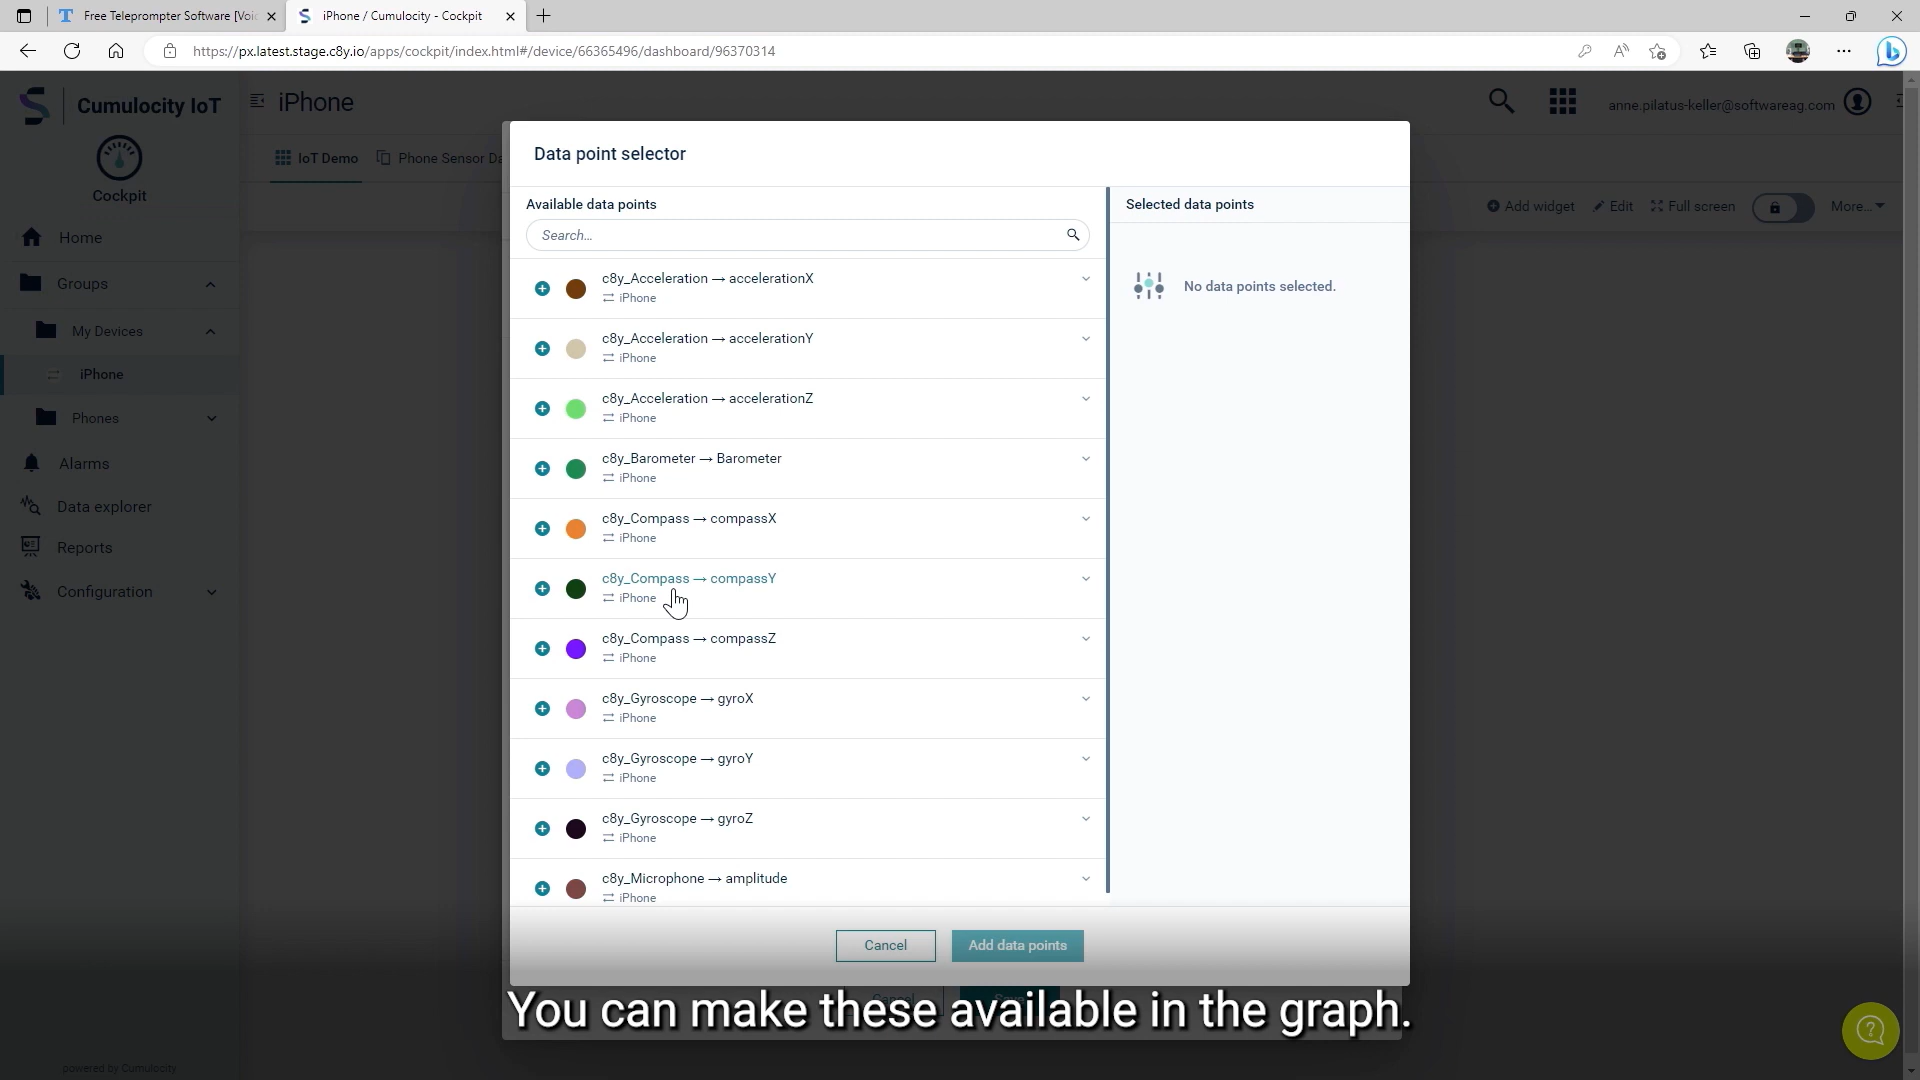 Free Teleprompter Software [Voic
iPhone / Cumulocity - Cockpit
https://px.latest.stage.c8y.io/apps/cockpit/index.html#/device/66365496/dashboard/96370314
Cumulocity IoT
iPhone
anne.pilatus-keller@softwareag.com
Cockpit
IoT Demo
Phone Sensor Da
Add widget
Edit
Full screen
More...
Home
Groups
My Devices
iPhone
Phones
Alarms
Data explorer
Reports
Configuration
powered by Cumulocity
Data point selector
Available data points
Selected data points
Search...
No data points selected.
c8y_Acceleration → accelerationX
iPhone
c8y_Acceleration → accelerationY
iPhone
c8y_Acceleration → accelerationZ
iPhone
c8y_Barometer → Barometer
iPhone
c8y_Compass → compassX
iPhone
c8y_Compass → compassY
iPhone
c8y_Compass → compassZ
iPhone
c8y_Gyroscope → gyroX
iPhone
c8y_Gyroscope → gyroY
iPhone
c8y_Gyroscope → gyroZ
iPhone
c8y_Microphone → amplitude
iPhone
Cancel
Add data points
You can make these available in the graph.